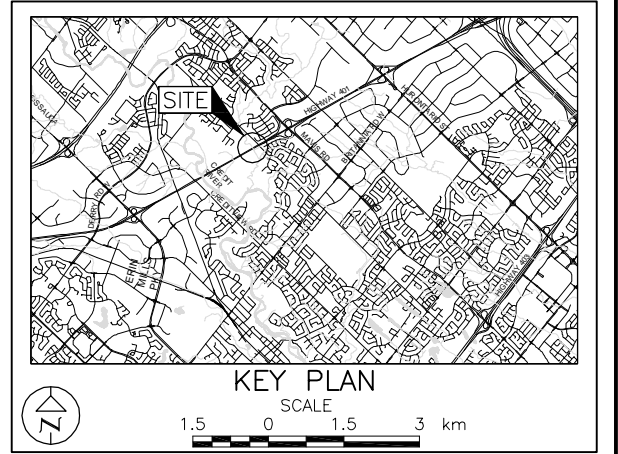 SITE
HIGHWAY 401
HURONTARIO ST
MAVIS RD
BRITANNIA RD W
CREDIT
RIVER
DERRY RD W
ERIN
MILLS
HIGHWAY 403
KEY PLAN
SCALE
1.5 0 1.5 3 km
N